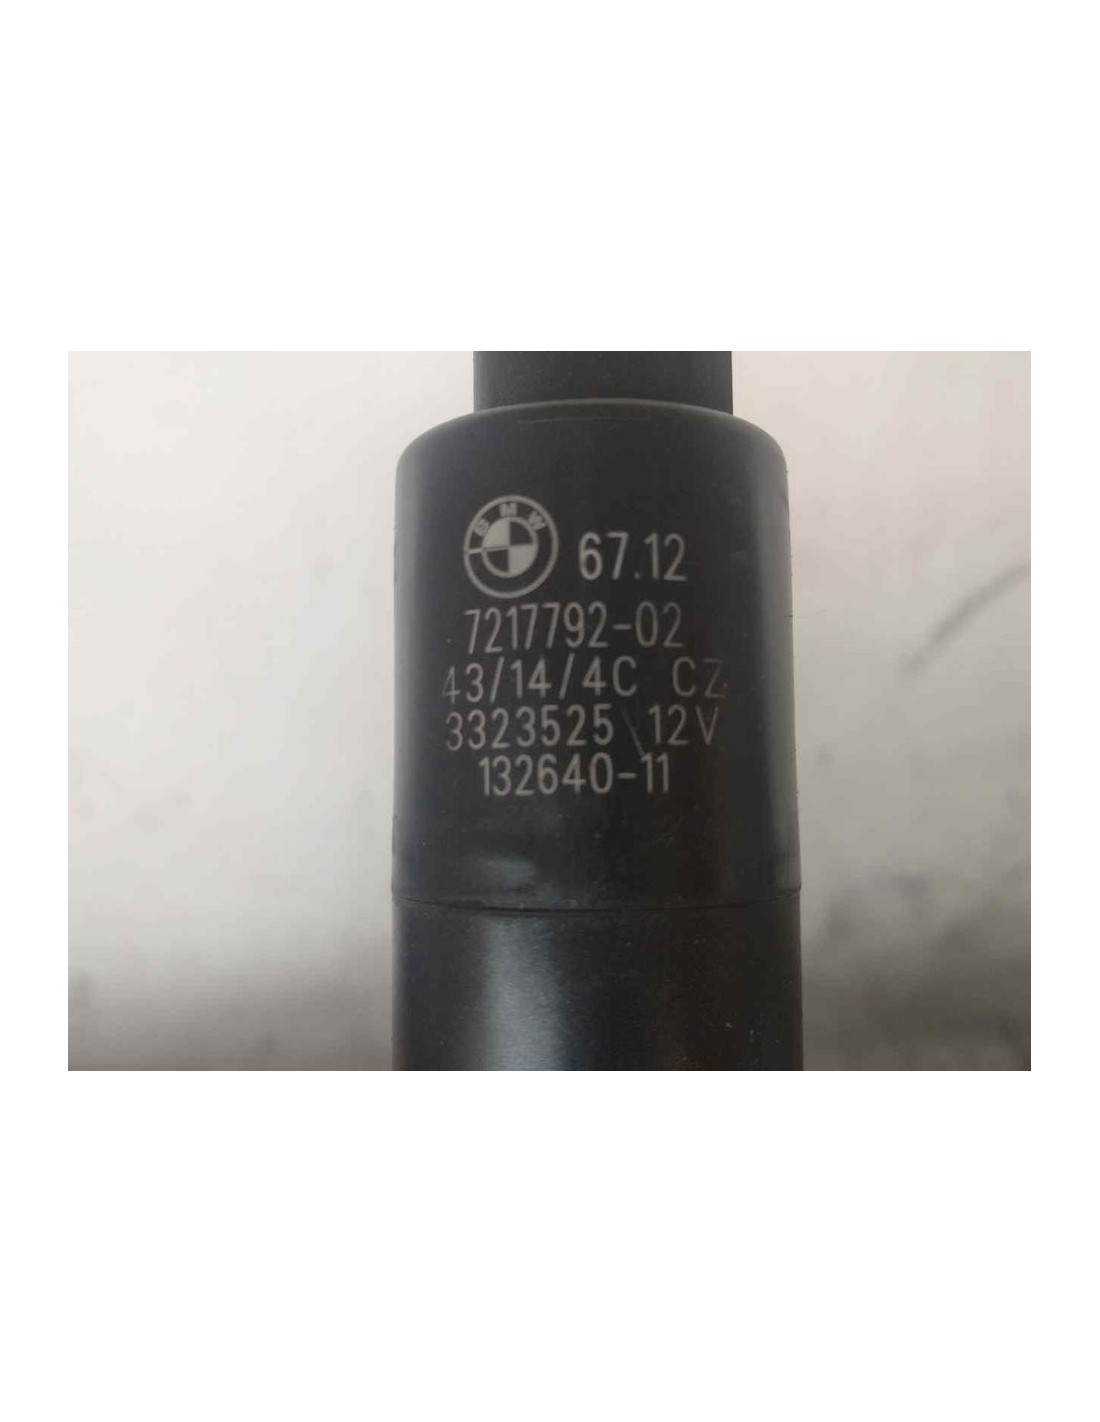 BMW 67.12
7217792-02
43/14/4C CZ
3323525 12V
132640-11